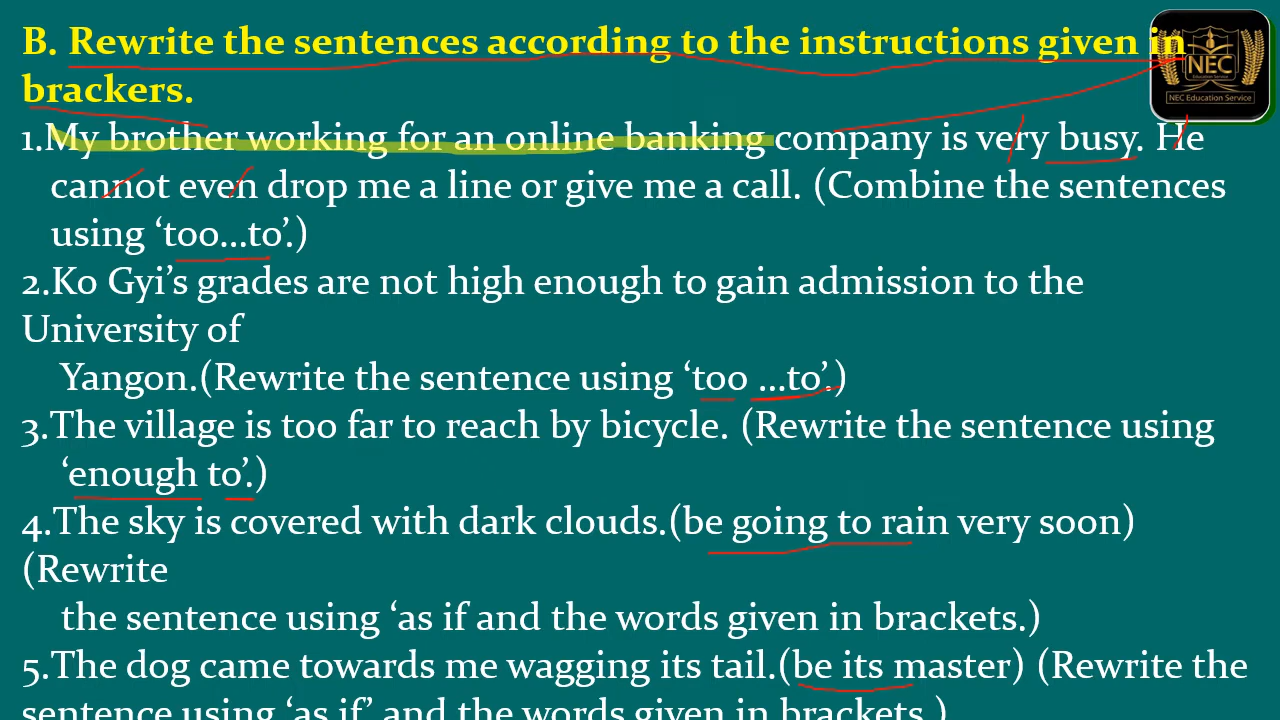 B. Rewrite the sentences according to the instructions given in
brackers.
1.My brother working for an online banking company is very busy. He
cannot even drop me a line or give me a call. (Combine the sentences
using ‘too...to’.)
2.Ko Gyi’s grades are not high enough to gain admission to the
University of
Yangon.(Rewrite the sentence using ‘too ...to’.)
3.The village is too far to reach by bicycle. (Rewrite the sentence using
‘enough to’.)
4.The sky is covered with dark clouds.(be going to rain very soon)
(Rewrite
the sentence using ‘as if and the words given in brackets.)
5.The dog came towards me wagging its tail.(be its master) (Rewrite the
sentence using ‘as if’ and the words given in brackets.)
NEC
Education Service
NEC Education Service